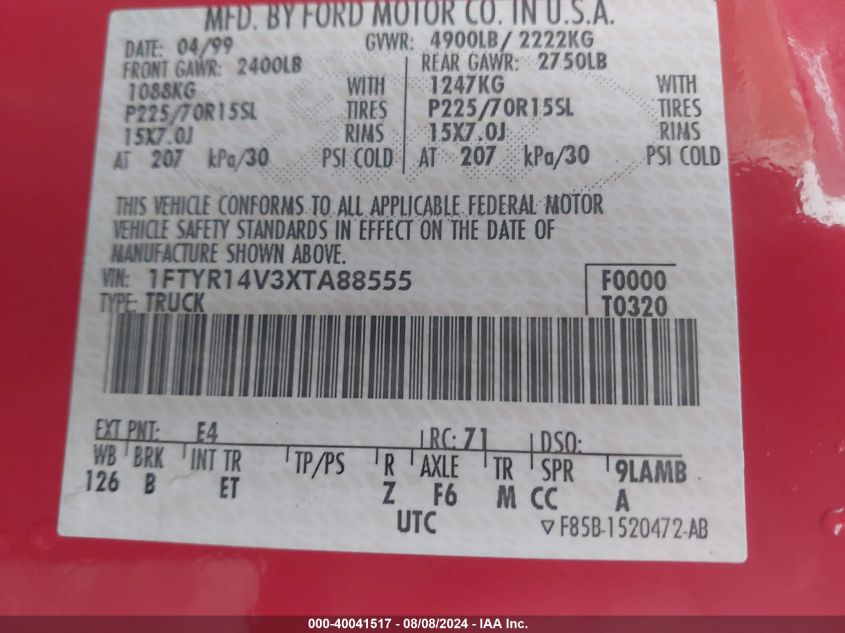 MFD. BY FORD MOTOR CO. IN U.S.A.
DATE: 04/99 GVWR: 4900LB/ 2222KG
FRONT GAWR: 2400LB REAR GAWR: 2750LB
1088KG WITH 1247KG WITH
P225/70R15SL TIRES P225/70R15SL TIRES
15X7.0J RIMS 15X7.0J RIMS
AT 207 kPa/30 PSI COLD AT 207 kPa/30 PSI COLD
THIS VEHICLE CONFORMS TO ALL APPLICABLE FEDERAL MOTOR
VEHICLE SAFETY STANDARDS IN EFFECT ON THE DATE OF
MANUFACTURE SHOWN ABOVE.
VIN: 1FTYR14V3XTA88555 F0000
TYPE: TRUCK T0320
EXT PNT: E4 RC: 71 DSO:
WB BRK INT TR TP/PS R AXLE TR SPR 9LAMB
126 B ET Z F6 M CC A
UTC ▽ F85B-1520472-AB
000-40041517 - 08/08/2024 - IAA Inc.